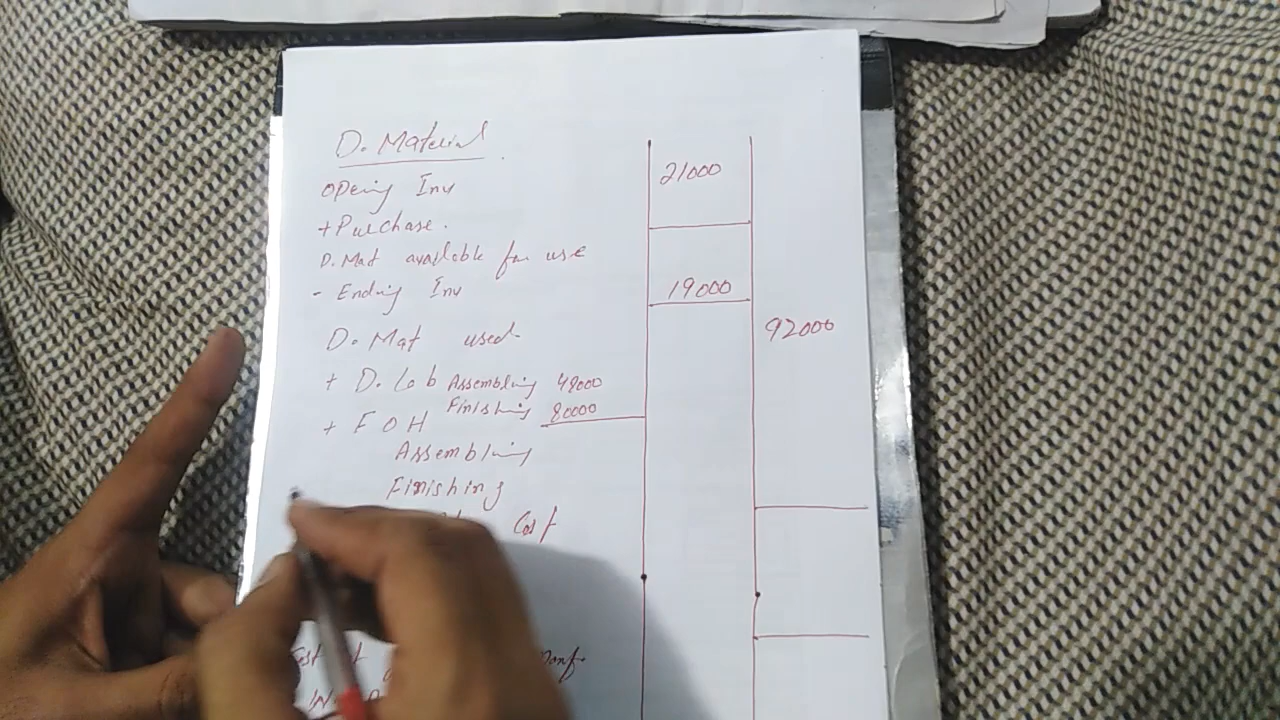 D. Material
Opening Inv 21000
+ Purchase.
D. Mat available for use
- Ending Inv 19000
D. Mat used 92000
+ D. Lab Assembling 48000
Finishing 80000
+ F O H
Assembling
Finishing
Cost